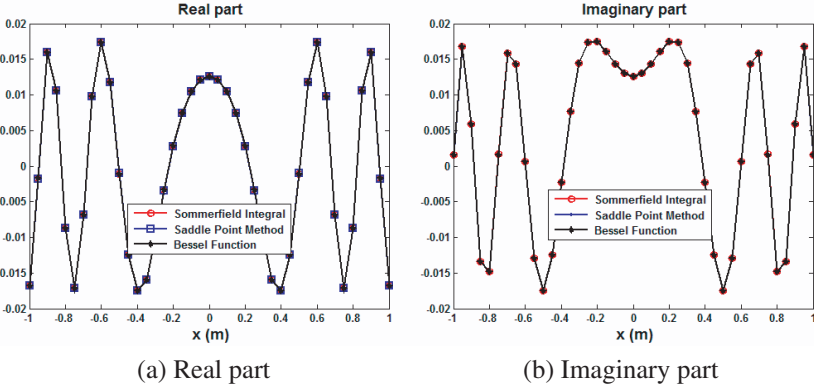 Real part
0.02
0.015
0.01
0.005
0
0.005
-0.01
0.015
-0.02
-1 -0.8 -0.6 -0.4 -0.2 0 0.2 0.4 0.6 0.8 1
x (m)
Sommerfield Integral
Saddle Point Method
Bessel Function
(a) Real part
Imaginary part
0.02
0.015
0.01
0.005
0
0.005
-0.01
0.015
-0.02
-1 -0.8 -0.6 -0.4 -0.2 0 0.2 0.4 0.6 0.8 1
x (m)
Sommerfield Integral
Saddle Point Method
Bessel Function
(b) Imaginary part